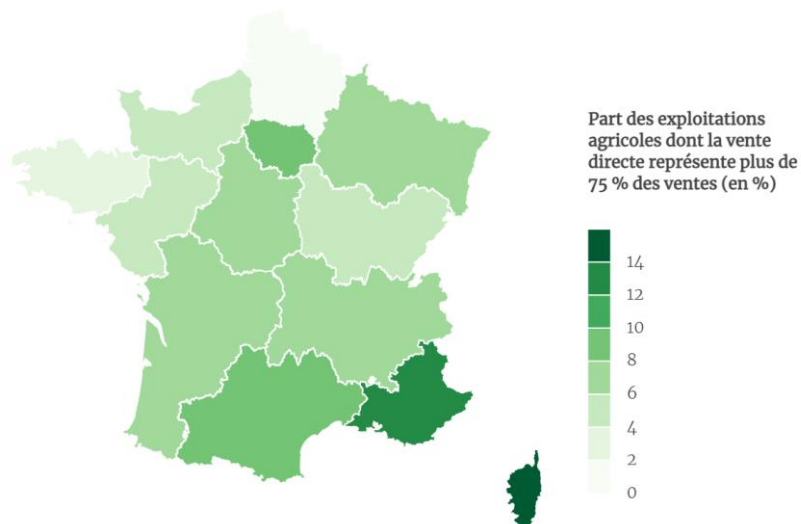 Part des exploitations
agricoles dont la vente
directe représente plus de
75 % des ventes (en %)
14
12
10
8
6
4
2
0